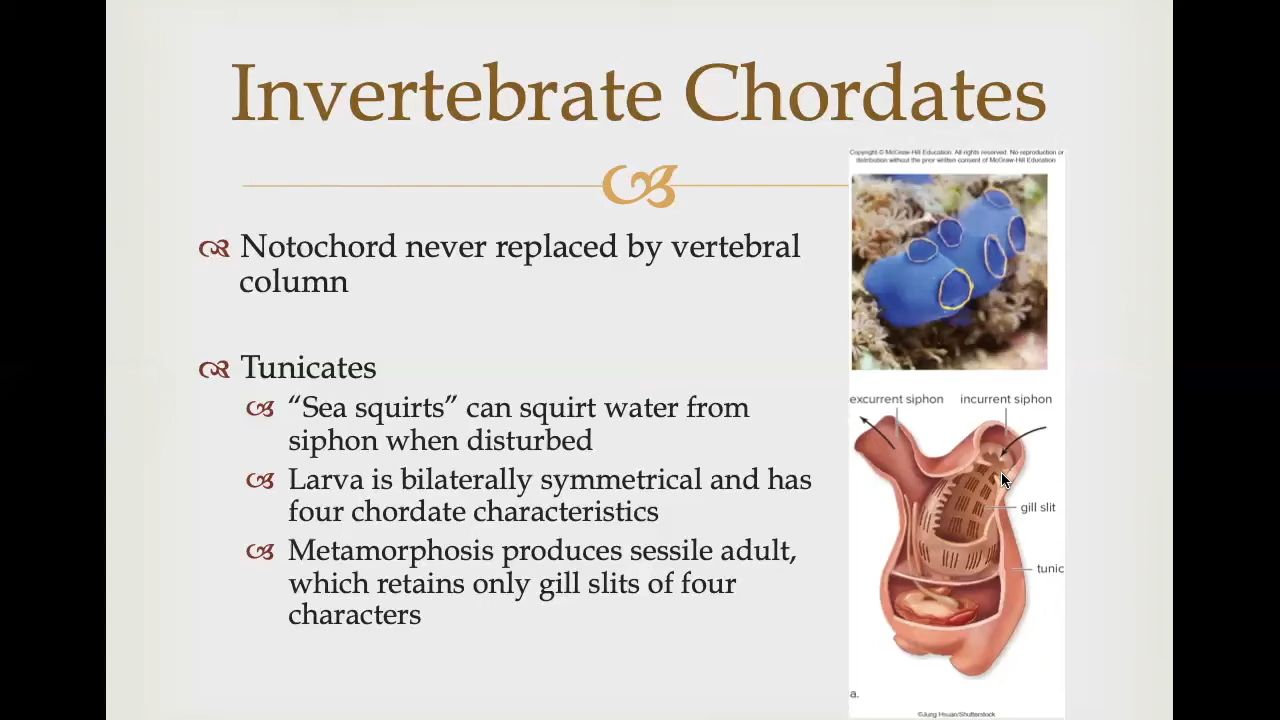 Invertebrate Chordates
Copyright © McGraw-Hill Education. All rights reserved. No reproduction or
distribution without the prior written consent of McGraw-Hill Education
Notochord never replaced by vertebral
column
Tunicates
“Sea squirts” can squirt water from
siphon when disturbed
Larva is bilaterally symmetrical and has
four chordate characteristics
Metamorphosis produces sessile adult,
which retains only gill slits of four
characters
excurrent siphon
incurrent siphon
gill slit
tunic
a.
©Jung Hsuan/Shutterstock